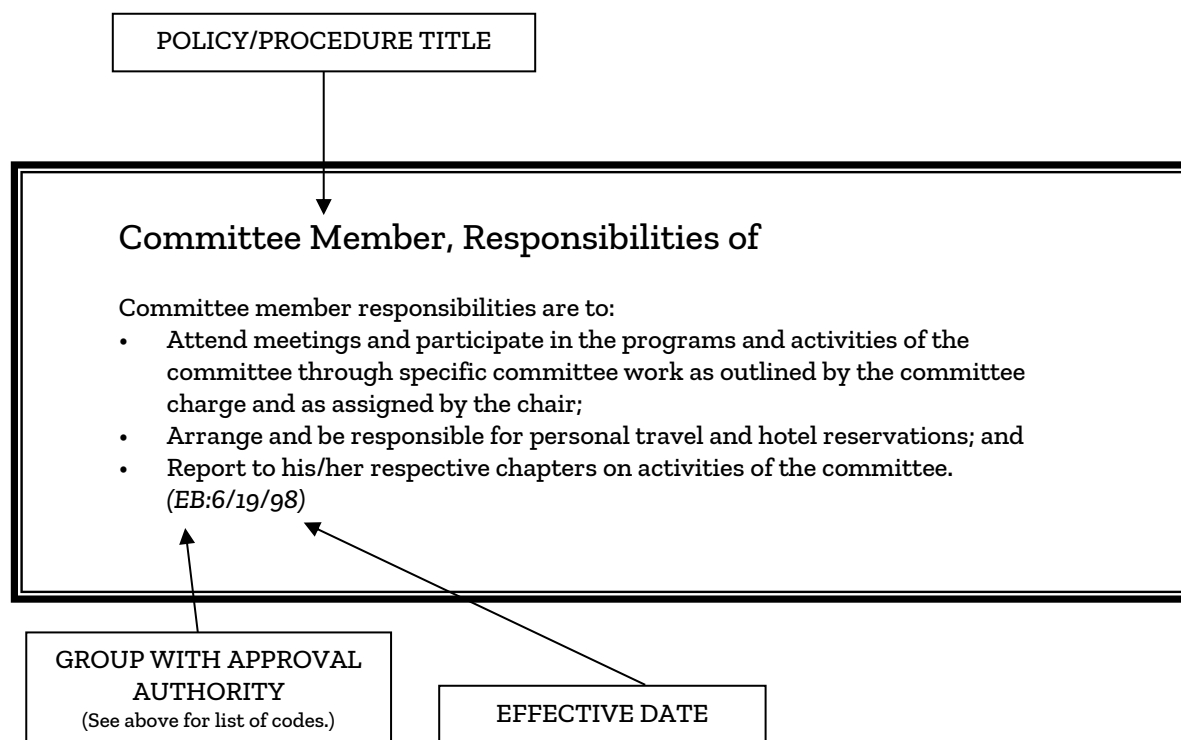 POLICY/PROCEDURE TITLE
Committee Member, Responsibilities of
Committee member responsibilities are to:
• Attend meetings and participate in the programs and activities of the
committee through specific committee work as outlined by the committee
charge and as assigned by the chair;
• Arrange and be responsible for personal travel and hotel reservations; and
• Report to his/her respective chapters on activities of the committee.
(EB:6/19/98)
GROUP WITH APPROVAL
AUTHORITY
(See above for list of codes.)
EFFECTIVE DATE